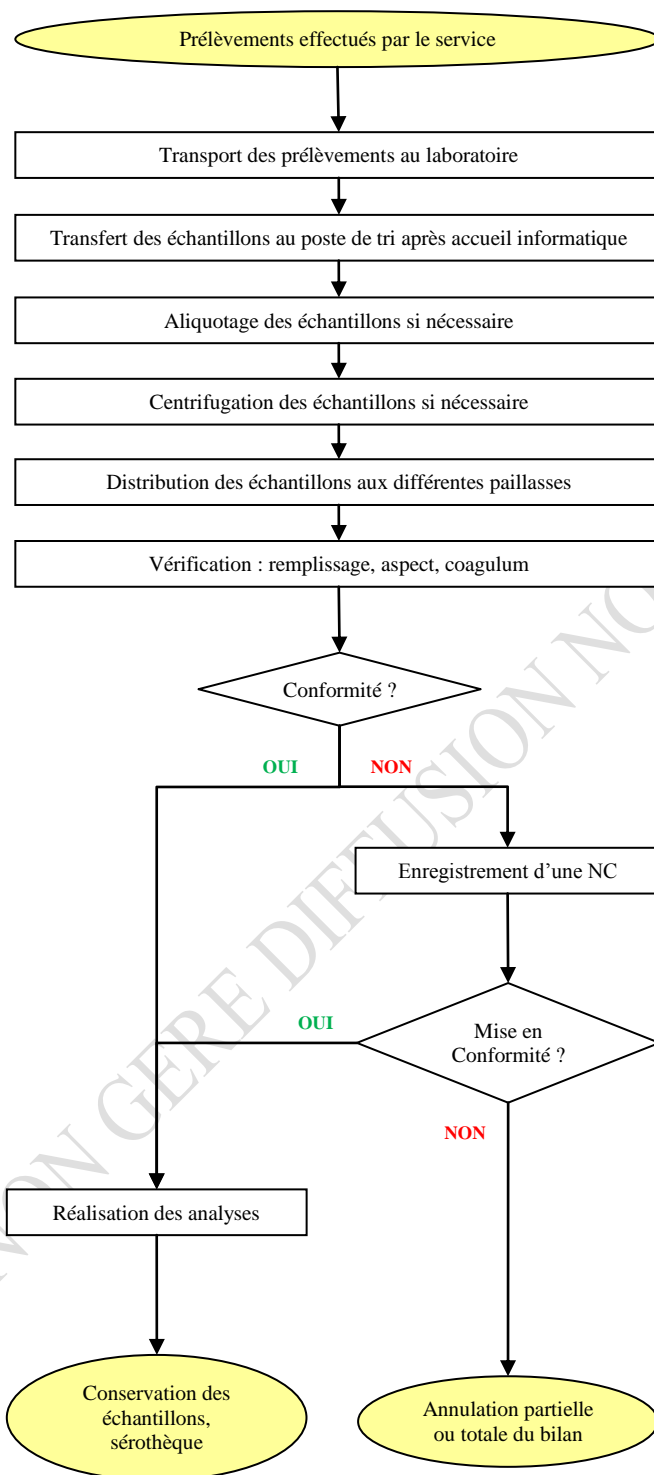 Prélèvements effectués par le service
Transport des prélèvements au laboratoire
Transfert des échantillons au poste de tri après accueil informatique
Aliquotage des échantillons si nécessaire
Centrifugation des échantillons si nécessaire
Distribution des échantillons aux différentes paillasses
Vérification : remplissage, aspect, coagulum
Conformité ?
OUI
NON
Enregistrement d’une NC
OUI
Mise en
Conformité ?
NON
Réalisation des analyses
Conservation des
échantillons,
sérothèque
Annulation partielle
ou totale du bilan
NON GERE DIFFUSION